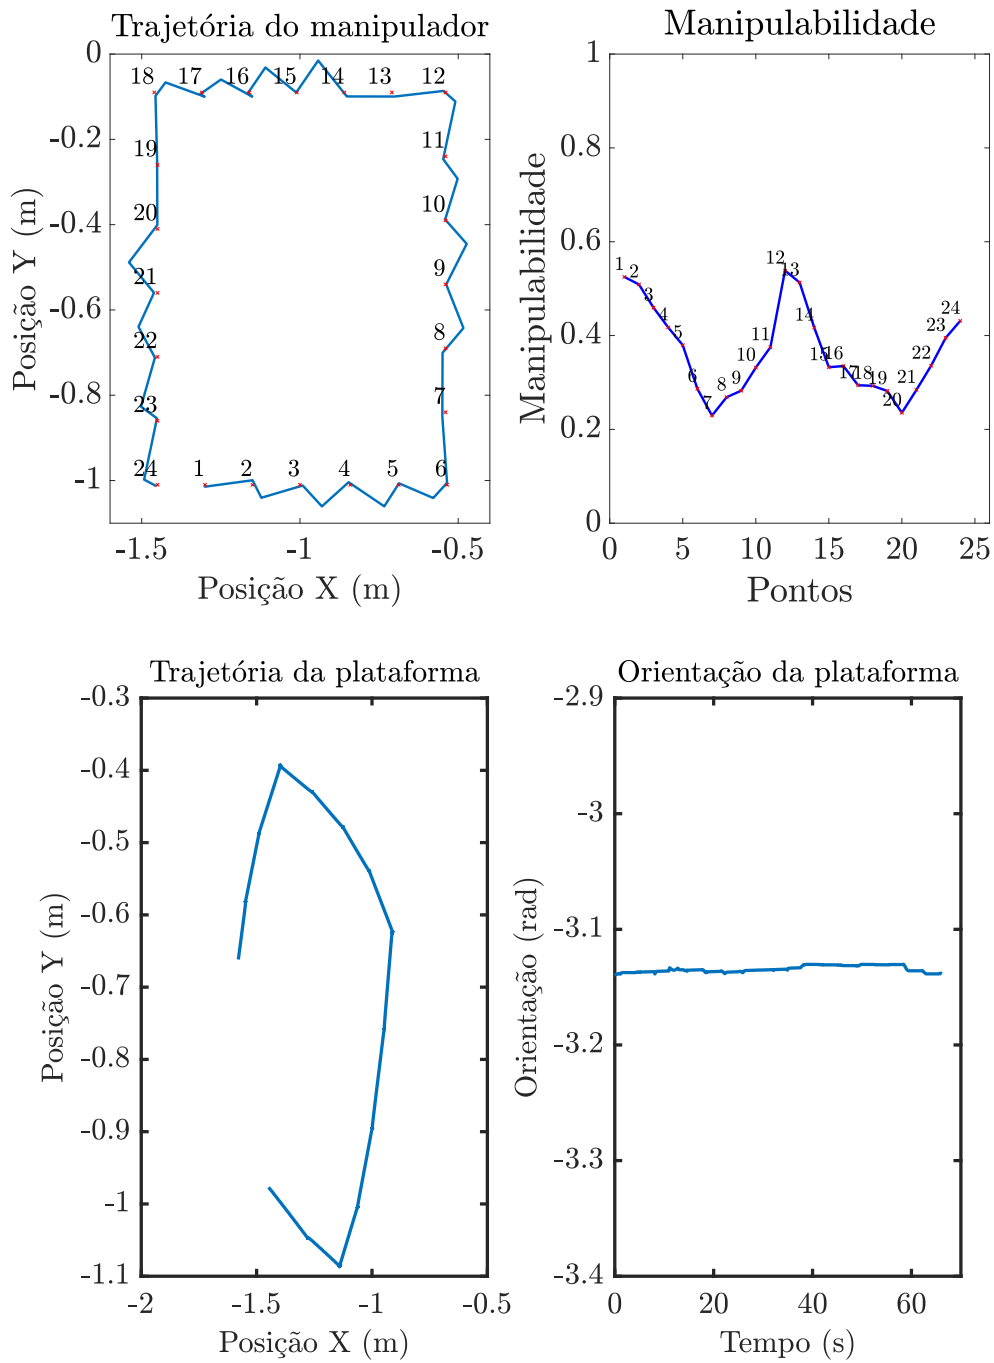 Trajetória do manipulador
0
-0.2
-0.4
-0.6
-0.8
-1
Posição Y (m)
18 17 16 15 14 13 12
19 11
20 10
21 9
22 8
23 7
24 1 2 3 4 5 6
-1.5 -1 -0.5
Posição X (m)
Manipulabilidade
1
0.8
0.6
0.4
0.2
0
Manipulabilidade
1 2 3 4 5 6 7 8 9 10 11 12 13 14 15 16 17 18 19 20 21 22 23 24
0 5 10 15 20 25
Pontos
Trajetória da plataforma
-0.3
-0.4
-0.5
-0.6
-0.7
-0.8
-0.9
-1
-1.1
Posição Y (m)
-2 -1.5 -1 -0.5
Posição X (m)
Orientação da plataforma
-2.9
-3
-3.1
-3.2
-3.3
-3.4
Orientação (rad)
0 20 40 60
Tempo (s)